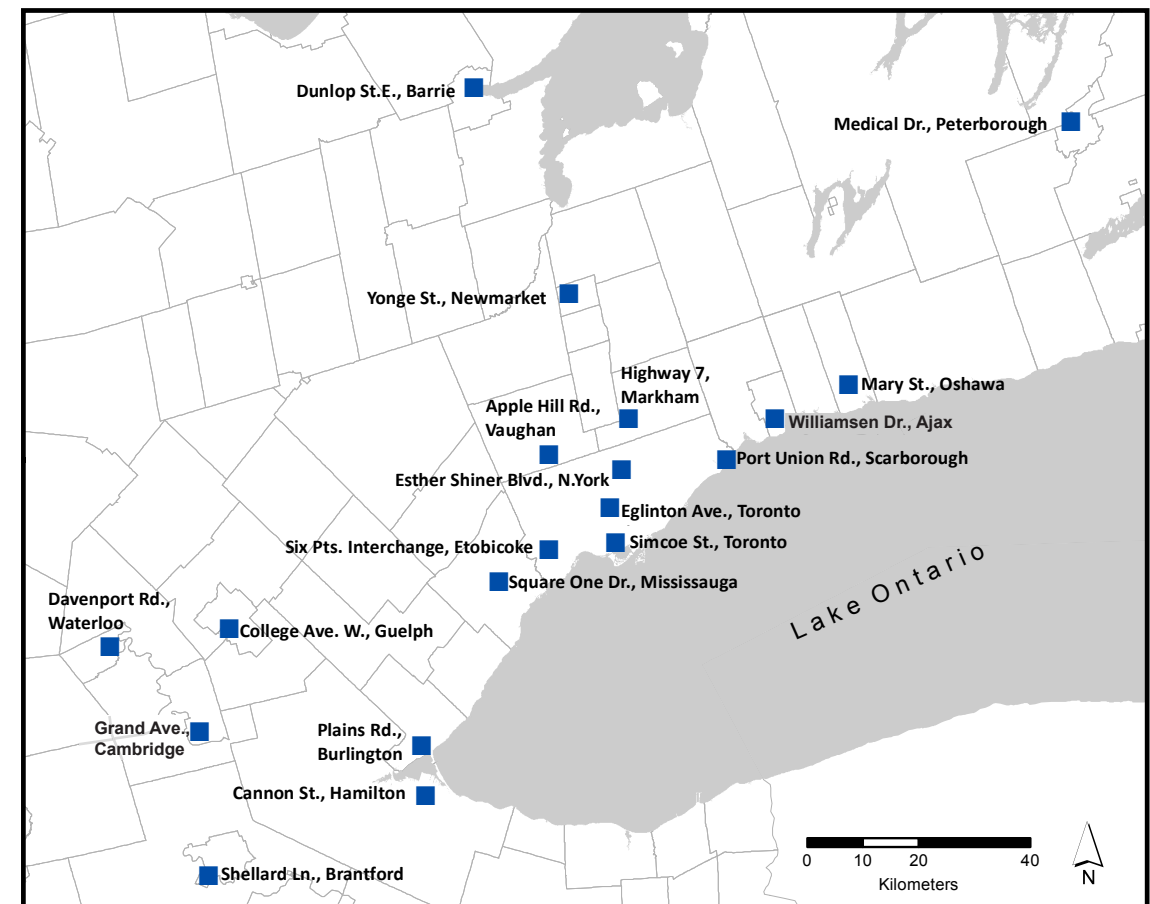 Dunlop St.E., Barrie
Medical Dr., Peterborough
Yonge St., Newmarket
Highway 7,
Markham
Mary St., Oshawa
Apple Hill Rd.,
Vaughan
Williamsen Dr., Ajax
Port Union Rd., Scarborough
Esther Shiner Blvd., N.York
Eglinton Ave., Toronto
Simcoe St., Toronto
Six Pts. Interchange, Etobicoke
Square One Dr., Mississauga
Lake Ontario
Davenport Rd.,
Waterloo
College Ave. W., Guelph
Grand Ave.,
Cambridge
Plains Rd.,
Burlington
Cannon St., Hamilton
Shellard Ln., Brantford
0 10 20 40
Kilometers
N